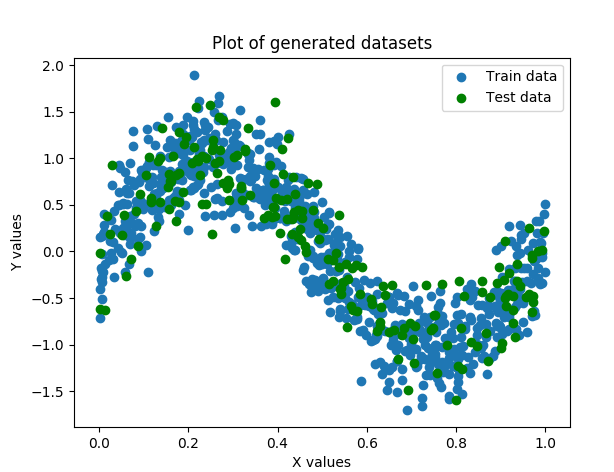 Plot of generated datasets
Train data
Test data
2.0
1.5
1.0
0.5
0.0
−0.5
−1.0
−1.5
Y values
0.0 0.2 0.4 0.6 0.8 1.0
X values